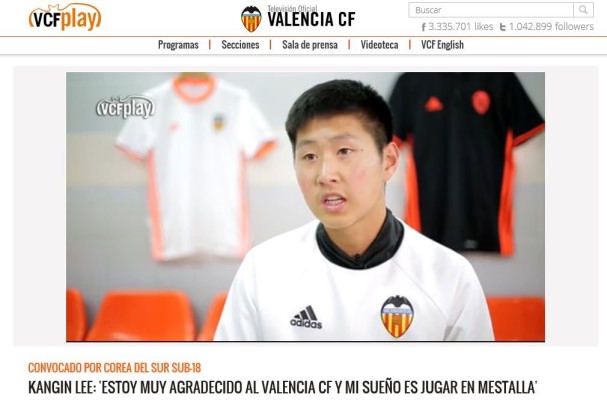 VCFplay
Televisión Oficial
VALENCIA CF
Buscar
3.335.701 likes
1.042.899 followers
Programas | Secciones | Sala de prensa | Videoteca | VCF English
VCFplay
adidas
CONVOCADO POR COREA DEL SUR SUB-18
KANGIN LEE: 'ESTOY MUY AGRADECIDO AL VALENCIA CF Y MI SUEÑO ES JUGAR EN MESTALLA'